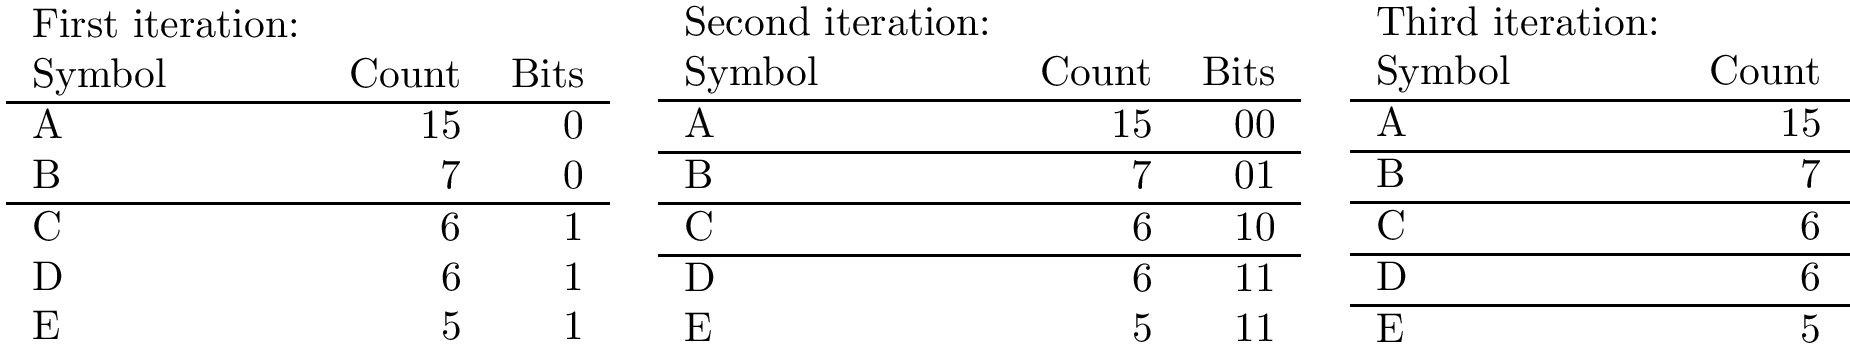 First iteration:
Symbol Count Bits
A 15 0
B 7 0
C 6 1
D 6 1
E 5 1
Second iteration:
Symbol Count Bits
A 15 00
B 7 01
C 6 10
D 6 11
E 5 11
Third iteration:
Symbol Count
A 15
B 7
C 6
D 6
E 5